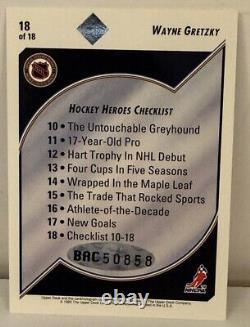 18
of 18
WAYNE GRETZKY
HOCKEY HEROES CHECKLIST
10 • The Untouchable Greyhound
11 • 17-Year-Old Pro
12 • Hart Trophy In NHL Debut
13 • Four Cups In Five Seasons
14 • Wrapped In the Maple Leaf
15 • The Trade That Rocked Sports
16 • Athlete-of-the-Decade
17 • New Goals
18 • Checklist 10-18
BAC50858